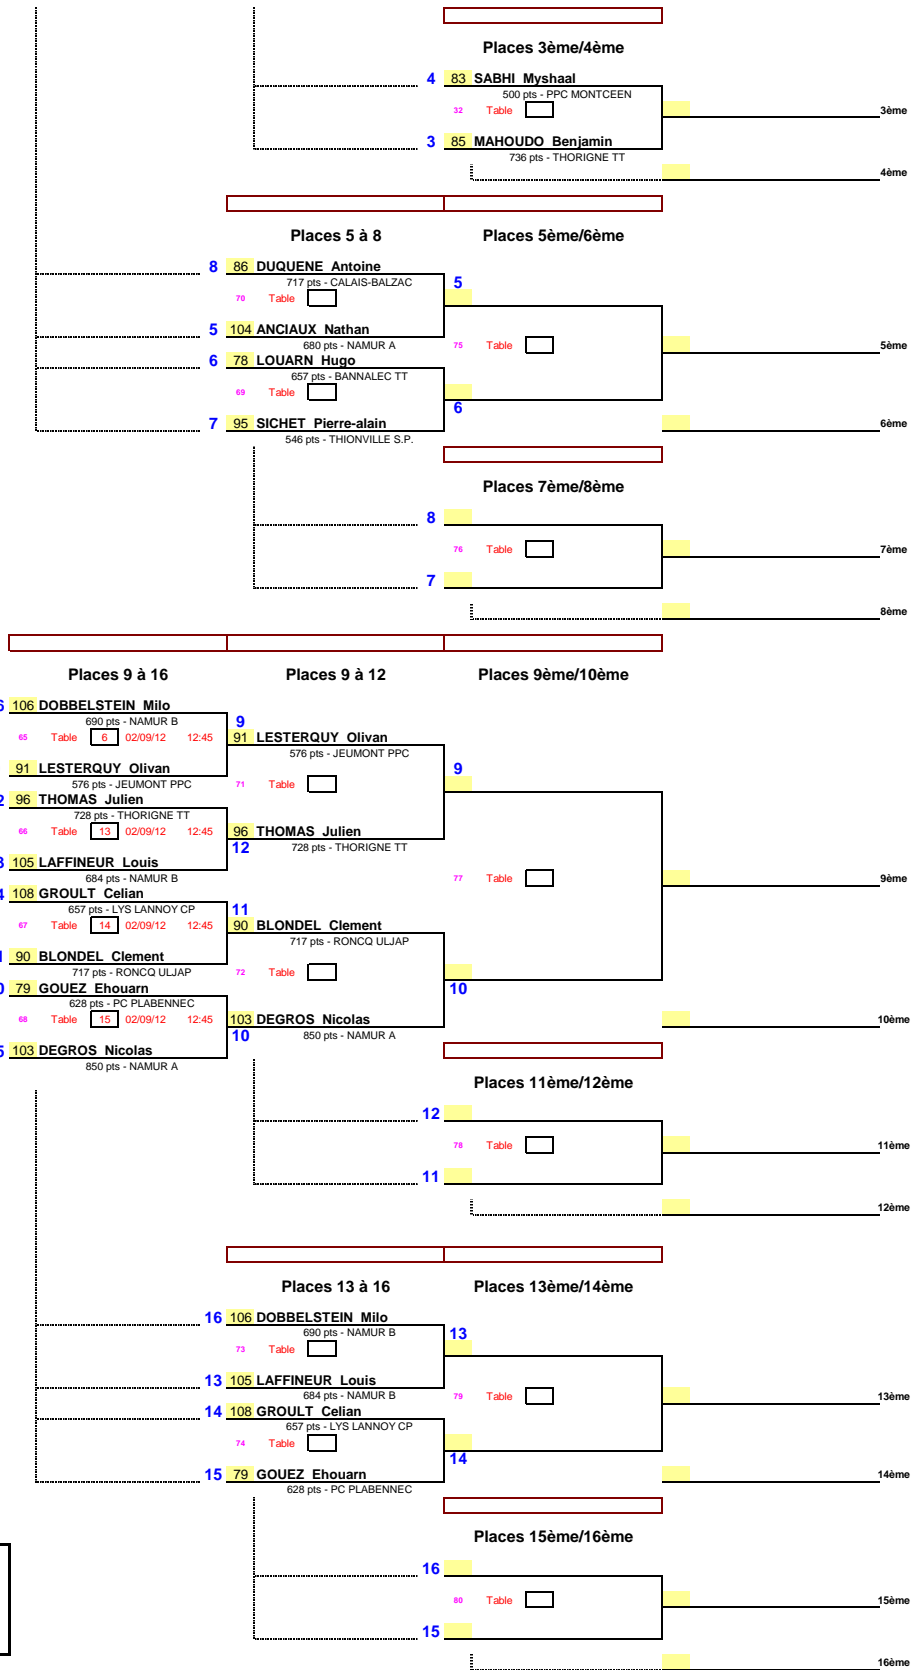 Places 3ème/4ème
4 83 SABHI Myshaal
500 pts - PPC MONTCEEN
32 Table
3ème
3 85 MAHOUDO Benjamin
736 pts - THORIGNE TT
4ème
Places 5 à 8 Places 5ème/6ème
8 86 DUQUENE Antoine
717 pts - CALAIS-BALZAC 5
70 Table
5 104 ANCIAUX Nathan
680 pts - NAMUR A 75 Table 5ème
6 78 LOUARN Hugo
657 pts - BANNALEC TT
69 Table
6
7 95 SICHET Pierre-alain 6ème
546 pts - THIONVILLE S.P.
Places 7ème/8ème
8
76 Table 7ème
7
8ème
Places 9 à 16 Places 9 à 12 Places 9ème/10ème
106 DOBBELSTEIN Milo
690 pts - NAMUR B 9
65 Table 6 02/09/12 12:45 91 LESTERQUY Olivan
576 pts - JEUMONT PPC
91 LESTERQUY Olivan 9
576 pts - JEUMONT PPC 71 Table
96 THOMAS Julien
728 pts - THORIGNE TT
66 Table 13 02/09/12 12:45 96 THOMAS Julien
12 728 pts - THORIGNE TT
105 LAFFINEUR Louis
684 pts - NAMUR B 77 Table 9ème
108 GROULT Celian
657 pts - LYS LANNOY CP 11
67 Table 14 02/09/12 12:45 90 BLONDEL Clement
717 pts - RONCQ ULJAP
90 BLONDEL Clement
717 pts - RONCQ ULJAP 72 Table
79 GOUEZ Ehouarn 10
628 pts - PC PLABENNEC
68 Table 15 02/09/12 12:45 103 DEGROS Nicolas 10ème
10 850 pts - NAMUR A
103 DEGROS Nicolas
850 pts - NAMUR A
Places 11ème/12ème
12
78 Table 11ème
11
12ème
Places 13 à 16 Places 13ème/14ème
16 106 DOBBELSTEIN Milo
690 pts - NAMUR B 13
73 Table
13 105 LAFFINEUR Louis
684 pts - NAMUR B 79 Table 13ème
14 108 GROULT Celian
657 pts - LYS LANNOY CP
74 Table
14
15 79 GOUEZ Ehouarn 14ème
628 pts - PC PLABENNEC
Places 15ème/16ème
16
80 Table 15ème
15
16ème